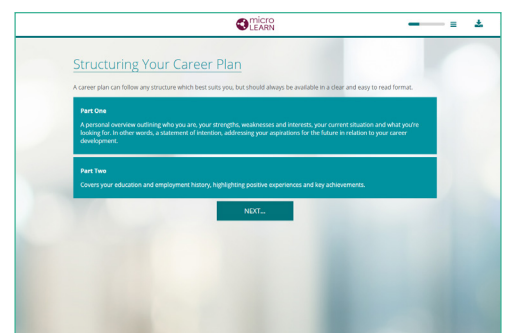 micro
LEARN
Structuring Your Career Plan
A career plan can follow any structure which best suits you, but should always be available in a clear and easy to read format.
Part One
A personal overview outlining who you are, your strengths, weaknesses and interests, your current situation and what you're
looking for. In other words, a statement of intention, addressing your aspirations for the future in relation to your career
development.
Part Two
Covers your education and employment history, highlighting positive experiences and key achievements.
NEXT...